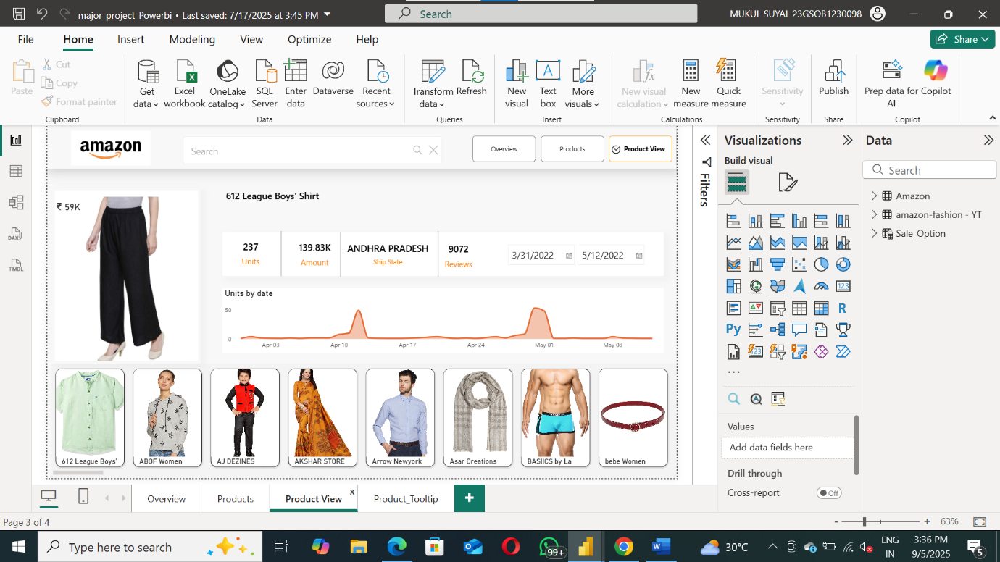 major_project_Powerbi • Last saved: 7/17/2025 at 3:45 PM
Search
MUKUL SUYAL 23GSOB1230098
File Home Insert Modeling View Optimize Help
Share
Paste
Cut
Copy
Format painter
Clipboard
Get data
Excel workbook
OneLake catalog
SQL Server
Enter data
Dataverse
Recent sources
Data
Transform data
Refresh
Queries
New visual
Text box
More visuals
Insert
New visual calculation
New measure
Quick measure
Calculations
Sensitivity
Sensitivity
Publish
Share
Prep data for AI
Copilot
Copilot
DAX
TMDL
amazon
Search
Overview
Products
Product View
₹ 59K
612 League Boys' Shirt
237
Units
139.83K
Amount
ANDHRA PRADESH
Ship State
9072
Reviews
3/31/2022
5/12/2022
Units by date
50
0
Apr 03 Apr 10 Apr 17 Apr 24 May 01 May 08
612 League Boys'
ABOF Women
AJ DEZINES
AKSHAR STORE
Arrow Newyork
Asar Creations
BASIICS by La
bebe Women
Filters
Visualizations
Build visual
123
R
Py
123
...
Values
Add data fields here
Drill through
Cross-report
Off
Data
Search
Amazon
amazon-fashion - YT
Sale_Option
Overview
Products
Product View
x
Product_Tooltip
+
Page 3 of 4
- + 63%
Type here to search
99+
W
30°C
ENG
IN
3:36 PM
9/5/2025
5